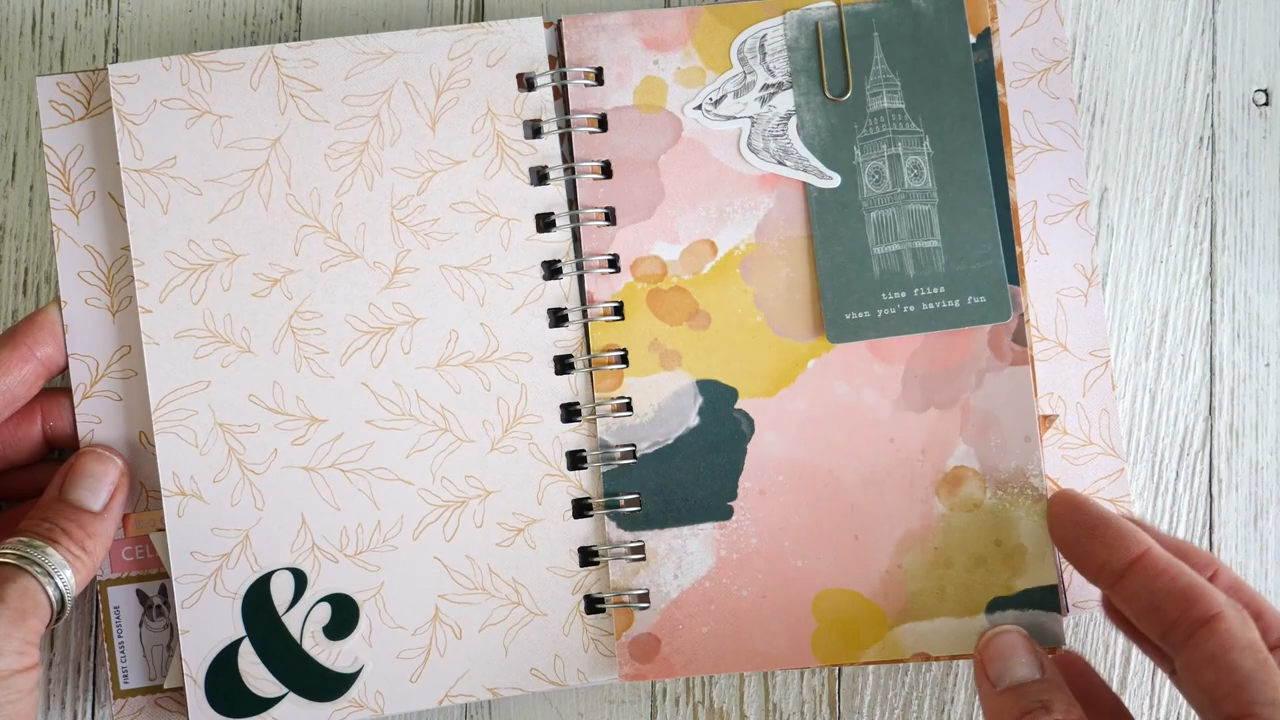 time flies
when you're having fun
CEL
FIRST CLASS POSTAGE
&